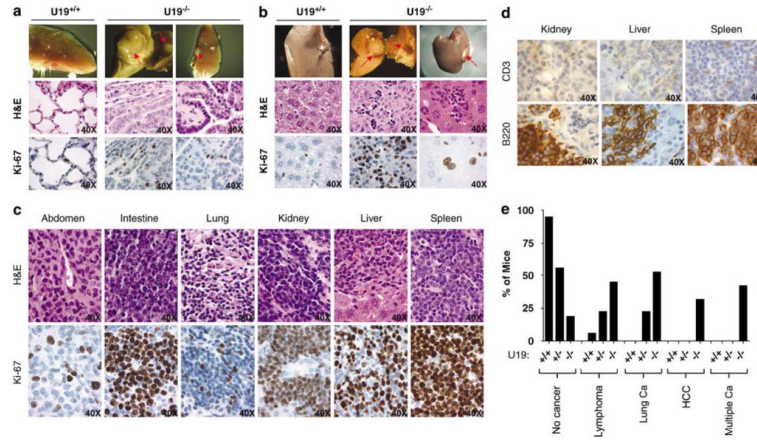 a
U19+/+
U19-/-
H&E
40X
40X
40X
Ki-67
40X
40X
40X
b
U19+/+
U19-/-
H&E
40X
40X
40X
Ki-67
40X
40X
40X
c
Abdomen
Intestine
Lung
Kidney
Liver
Spleen
H&E
40X
40X
40X
40X
40X
40X
Ki-67
40X
40X
40X
40X
40X
40X
d
Kidney
Liver
Spleen
CD3
40X
40X
B220
40X
40X
e
% of Mice
100
75
50
25
0
U19:
+/+
+/-
-/-
+/+
+/-
-/-
+/+
+/-
-/-
+/+
+/-
-/-
+/+
+/-
-/-
No cancer
Lymphoma
Lung Ca
HCC
Multiple Ca